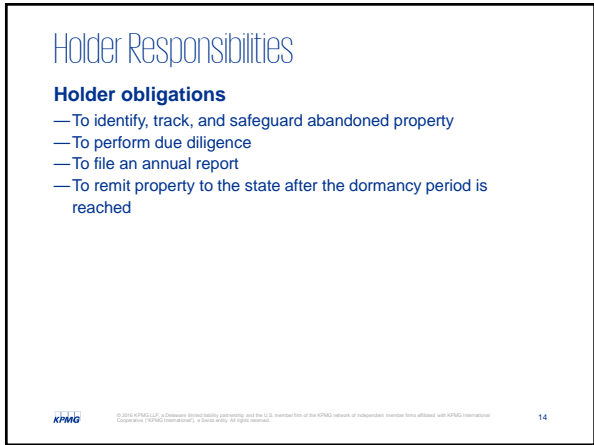 Holder Responsibilities
Holder obligations
—To identify, track, and safeguard abandoned property
—To perform due diligence
—To file an annual report
—To remit property to the state after the dormancy period is
reached
KPMG
© 2016 KPMG LLP, a Delaware limited liability partnership and the U.S. member firm of the KPMG network of independent member firms affiliated with KPMG International
Cooperative ("KPMG International"), a Swiss entity. All rights reserved.
14